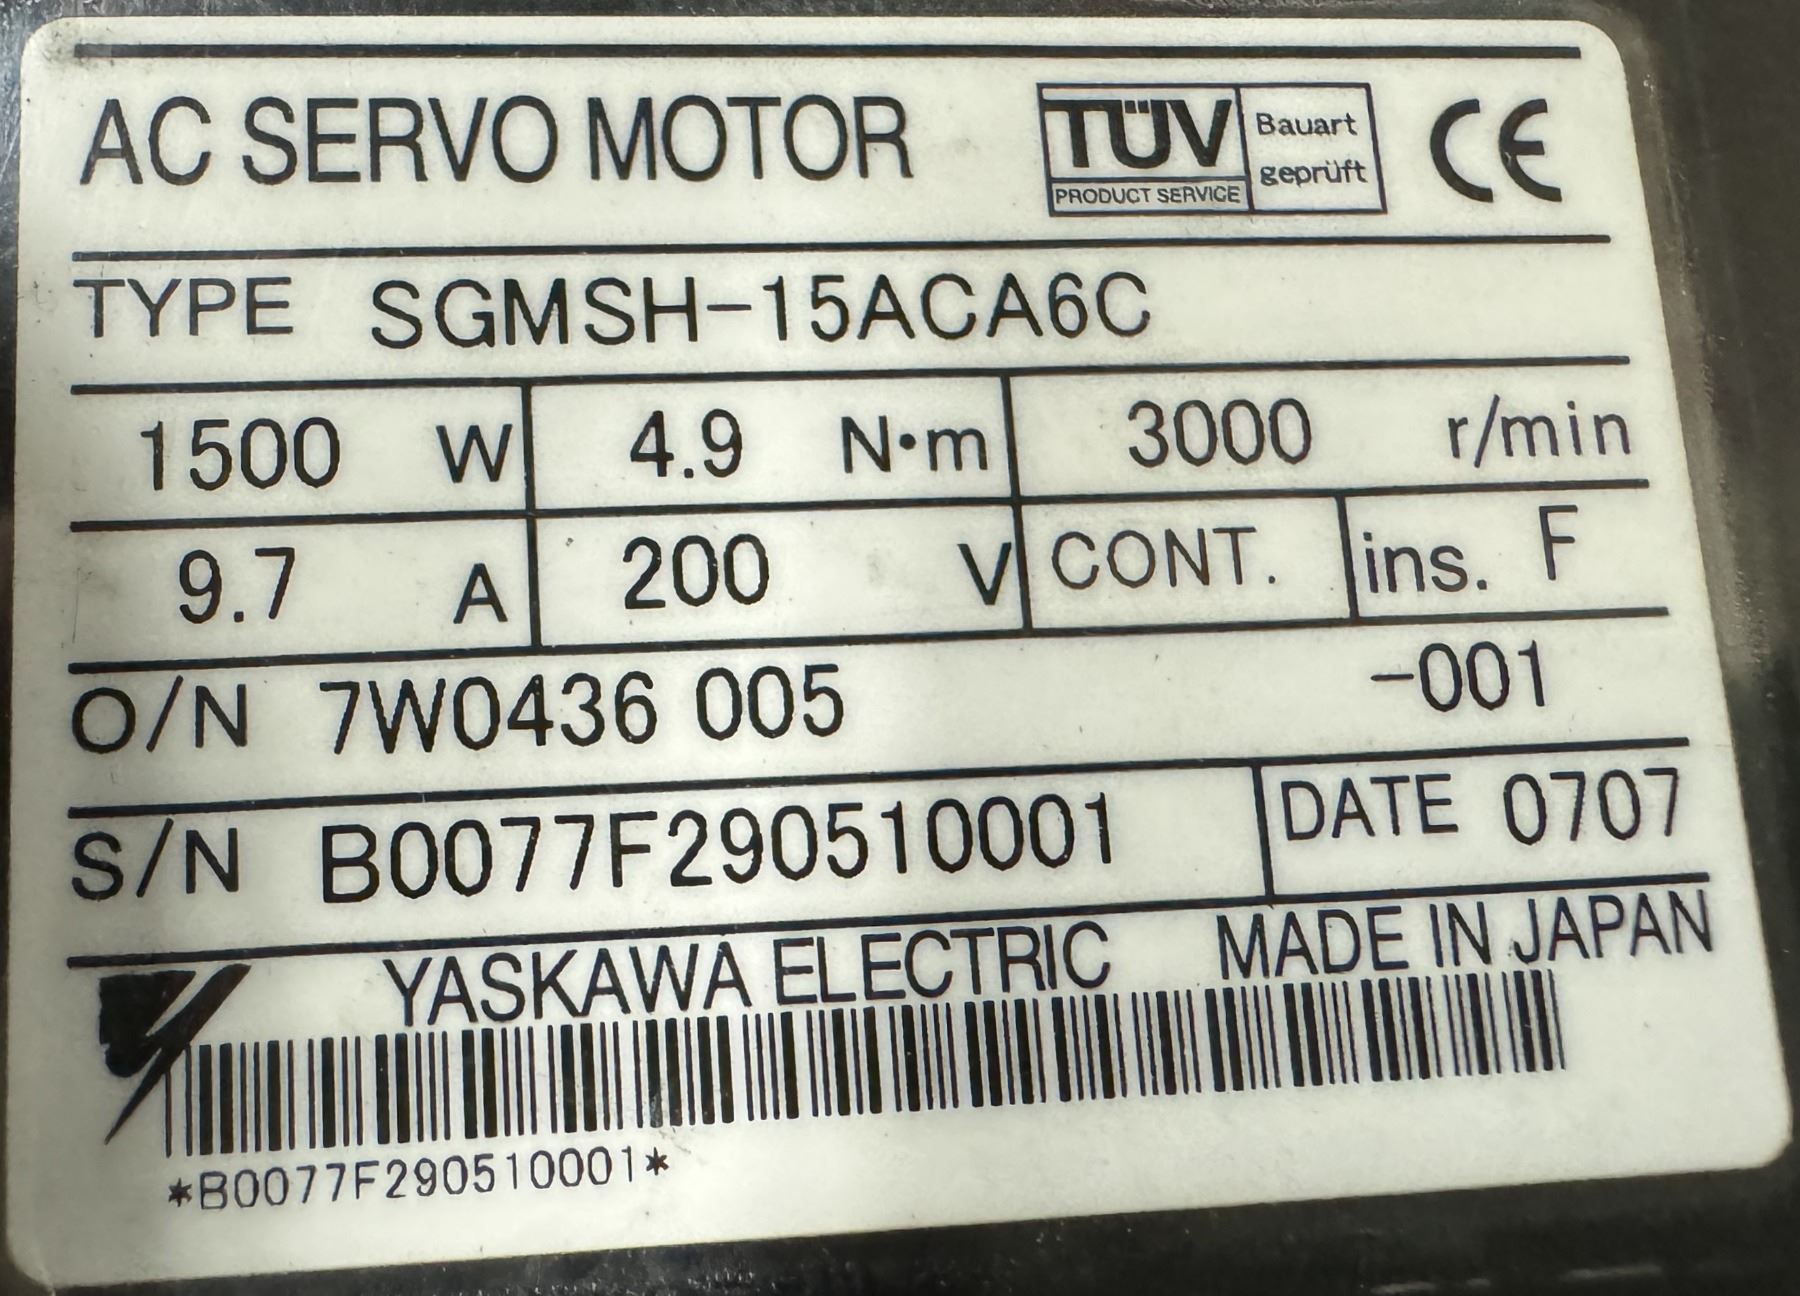 AC SERVO MOTOR TÜV PRODUCT SERVICE Bauart geprüft CE
TYPE SGMSH-15ACA6C
1500 W 4.9 N·m 3000 r/min
9.7 A 200 V CONT. ins. F
O/N 7W0436 005 -001
S/N B0077F290510001 DATE 0707
YASKAWA ELECTRIC MADE IN JAPAN
*B0077F290510001*